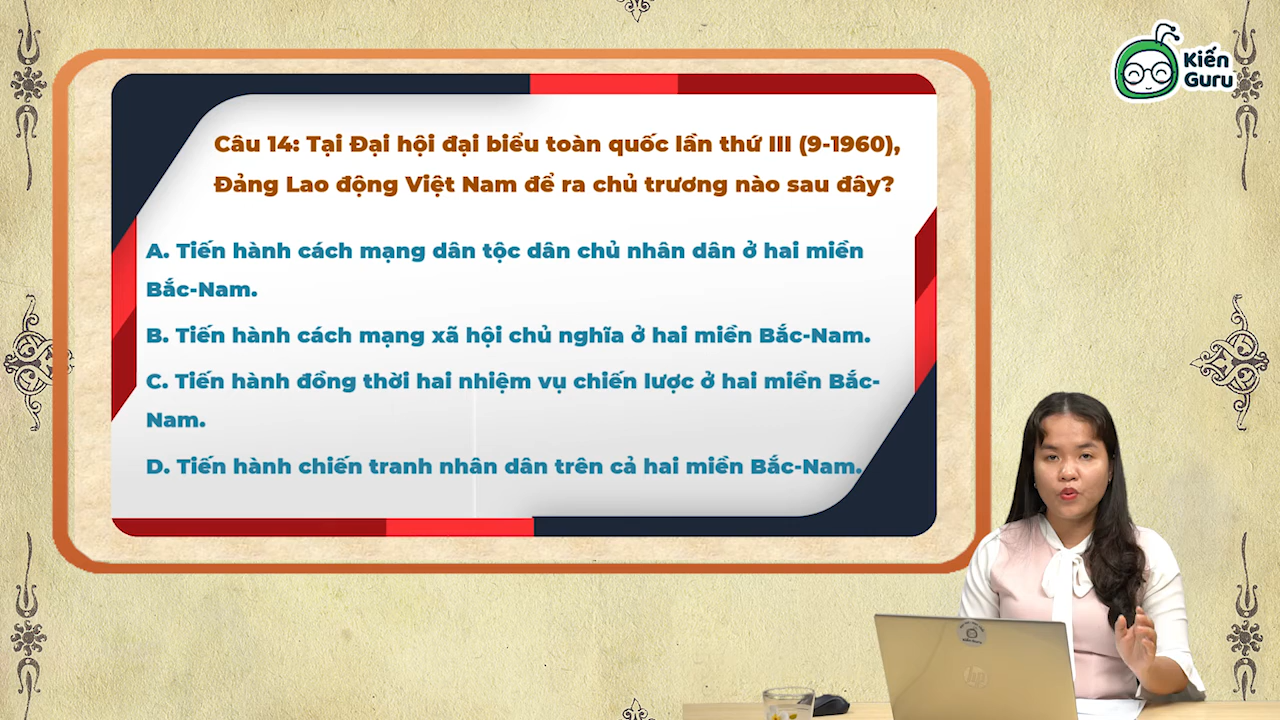 Kiến
Guru
Câu 14: Tại Đại hội đại biểu toàn quốc lần thứ III (9-1960),
Đảng Lao động Việt Nam để ra chủ trương nào sau đây?
A. Tiến hành cách mạng dân tộc dân chủ nhân dân ở hai miền
Bắc-Nam.
B. Tiến hành cách mạng xã hội chủ nghĩa ở hai miền Bắc-Nam.
C. Tiến hành đồng thời hai nhiệm vụ chiến lược ở hai miền Bắc-
Nam.
D. Tiến hành chiến tranh nhân dân trên cả hai miền Bắc-Nam.
hp